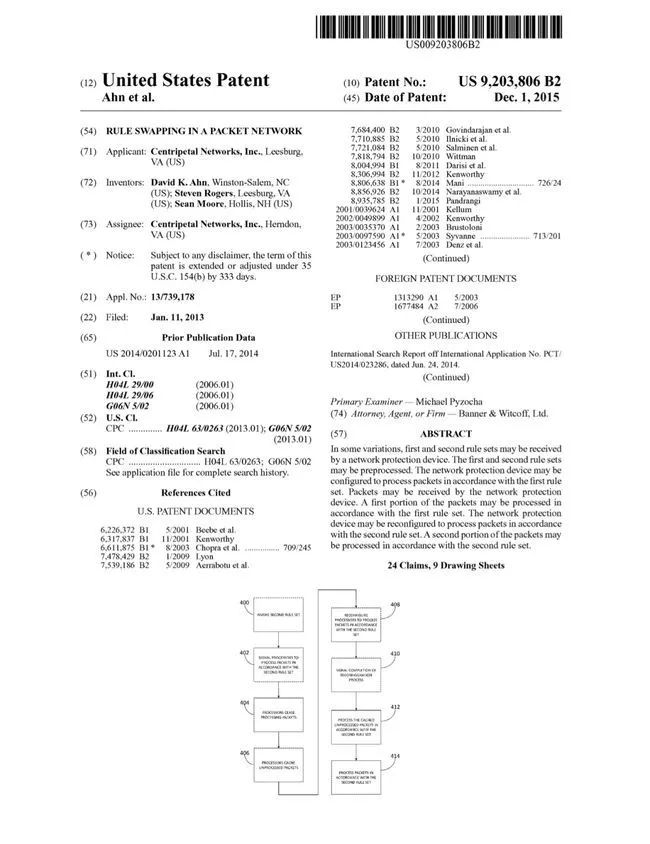 US009203806B2
(12) United States Patent
Ahn et al.
(10) Patent No.: US 9,203,806 B2
(45) Date of Patent: Dec. 1, 2015
(54) RULE SWAPPING IN A PACKET NETWORK
(71) Applicant: Centripetal Networks, Inc., Leesburg,
VA (US)
(72) Inventors: David K. Ahn, Winston-Salem, NC
(US); Steven Rogers, Leesburg, VA
(US); Sean Moore, Hollis, NH (US)
(73) Assignee: Centripetal Networks, Inc., Herndon,
VA (US)
( * ) Notice: Subject to any disclaimer, the term of this
patent is extended or adjusted under 35
U.S.C. 154(b) by 333 days.
(21) Appl. No.: 13/739,178
(22) Filed: Jan. 11, 2013
(65) Prior Publication Data
US 2014/0201123 A1 Jul. 17, 2014
(51) Int. Cl.
H04L 29/00 (2006.01)
H04L 29/06 (2006.01)
G06N 5/02 (2006.01)
(52) U.S. Cl.
CPC .............. H04L 63/0263 (2013.01); G06N 5/02
(2013.01)
(58) Field of Classification Search
CPC .............................. H04L 63/0263; G06N 5/02
See application file for complete search history.
(56) References Cited
U.S. PATENT DOCUMENTS
6,226,372 B1 5/2001 Beebe et al.
6,317,837 B1 11/2001 Kenworthy
6,611,875 B1 * 8/2003 Chopra et al. ............... 709/245
7,478,429 B2 1/2009 Lyon
7,539,186 B2 5/2009 Aerrabotu et al.
7,684,400 B2 3/2010 Govindarajan et al.
7,710,885 B2 5/2010 Ilnicki et al.
7,721,084 B2 5/2010 Salminen et al.
7,818,794 B2 10/2010 Wittman
8,004,994 B1 8/2011 Darisi et al.
8,306,994 B2 11/2012 Kenworthy
8,806,638 B1 * 8/2014 Mani ............................. 726/24
8,856,926 B2 10/2014 Narayanaswamy et al.
8,935,785 B2 1/2015 Pandrangi
2001/0039624 A1 11/2001 Kellum
2002/0049899 A1 4/2002 Kenworthy
2003/0035370 A1 2/2003 Brustoloni
2003/0097590 A1 * 5/2003 Syvanne ...................... 713/201
2003/0123456 A1 7/2003 Denz et al.
(Continued)
FOREIGN PATENT DOCUMENTS
EP 1313290 A1 5/2003
EP 1677484 A2 7/2006
(Continued)
OTHER PUBLICATIONS
International Search Report off International Application No. PCT/
US2014/023286, dated Jun. 24, 2014.
(Continued)
Primary Examiner — Michael Pyzocha
(74) Attorney, Agent, or Firm — Banner & Witcoff, Ltd.
(57) ABSTRACT
In some variations, first and second rule sets may be received
by a network protection device. The first and second rule sets
may be preprocessed. The network protection device may be
configured to process packets in accordance with the first rule
set. Packets may be received by the network protection
device. A first portion of the packets may be processed in
accordance with the first rule set. The network protection
device may be reconfigured to process packets in accordance
with the second rule set. A second portion of the packets may
be processed in accordance with the second rule set.
24 Claims, 9 Drawing Sheets
400
INVOKE SECOND RULE SET
402
SIGNAL PROCESSORS TO
PROCESS PACKETS IN
ACCORDANCE WITH THE
SECOND RULE SET
404
PROCESSORS CEASE
PROCESSING PACKETS
406
PROCESSORS CACHE
UNPROCESSED PACKETS
408
RECONFIGURE
PROCESSORS TO PROCESS
PACKETS IN ACCORDANCE
WITH THE SECOND RULE
SET
410
SIGNAL COMPLETION OF
RECONFIGURATION
PROCESS
412
PROCESS THE CACHED
UNPROCESSED PACKETS IN
ACCORDANCE WITH THE
SECOND RULE SET
414
PROCESS PACKETS IN
ACCORDANCE WITH THE
SECOND RULE SET